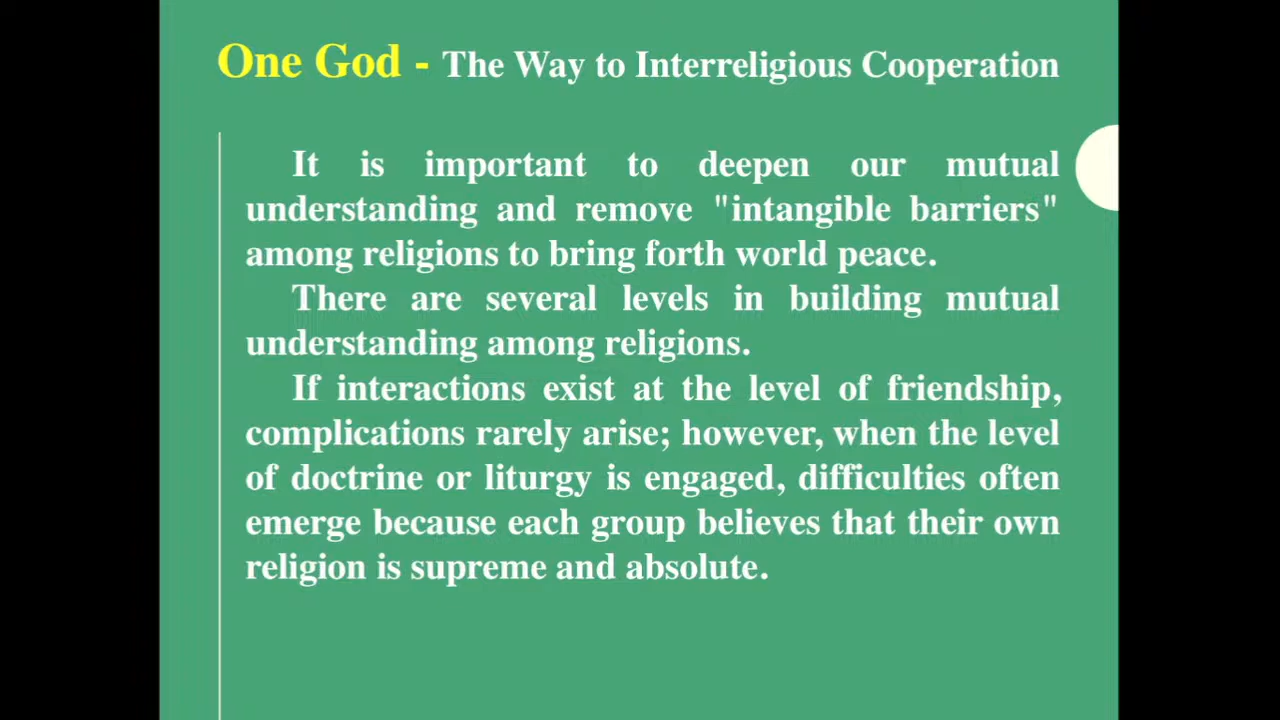 One God - The Way to Interreligious Cooperation
It is important to deepen our mutual
understanding and remove "intangible barriers"
among religions to bring forth world peace.
There are several levels in building mutual
understanding among religions.
If interactions exist at the level of friendship,
complications rarely arise; however, when the level
of doctrine or liturgy is engaged, difficulties often
emerge because each group believes that their own
religion is supreme and absolute.